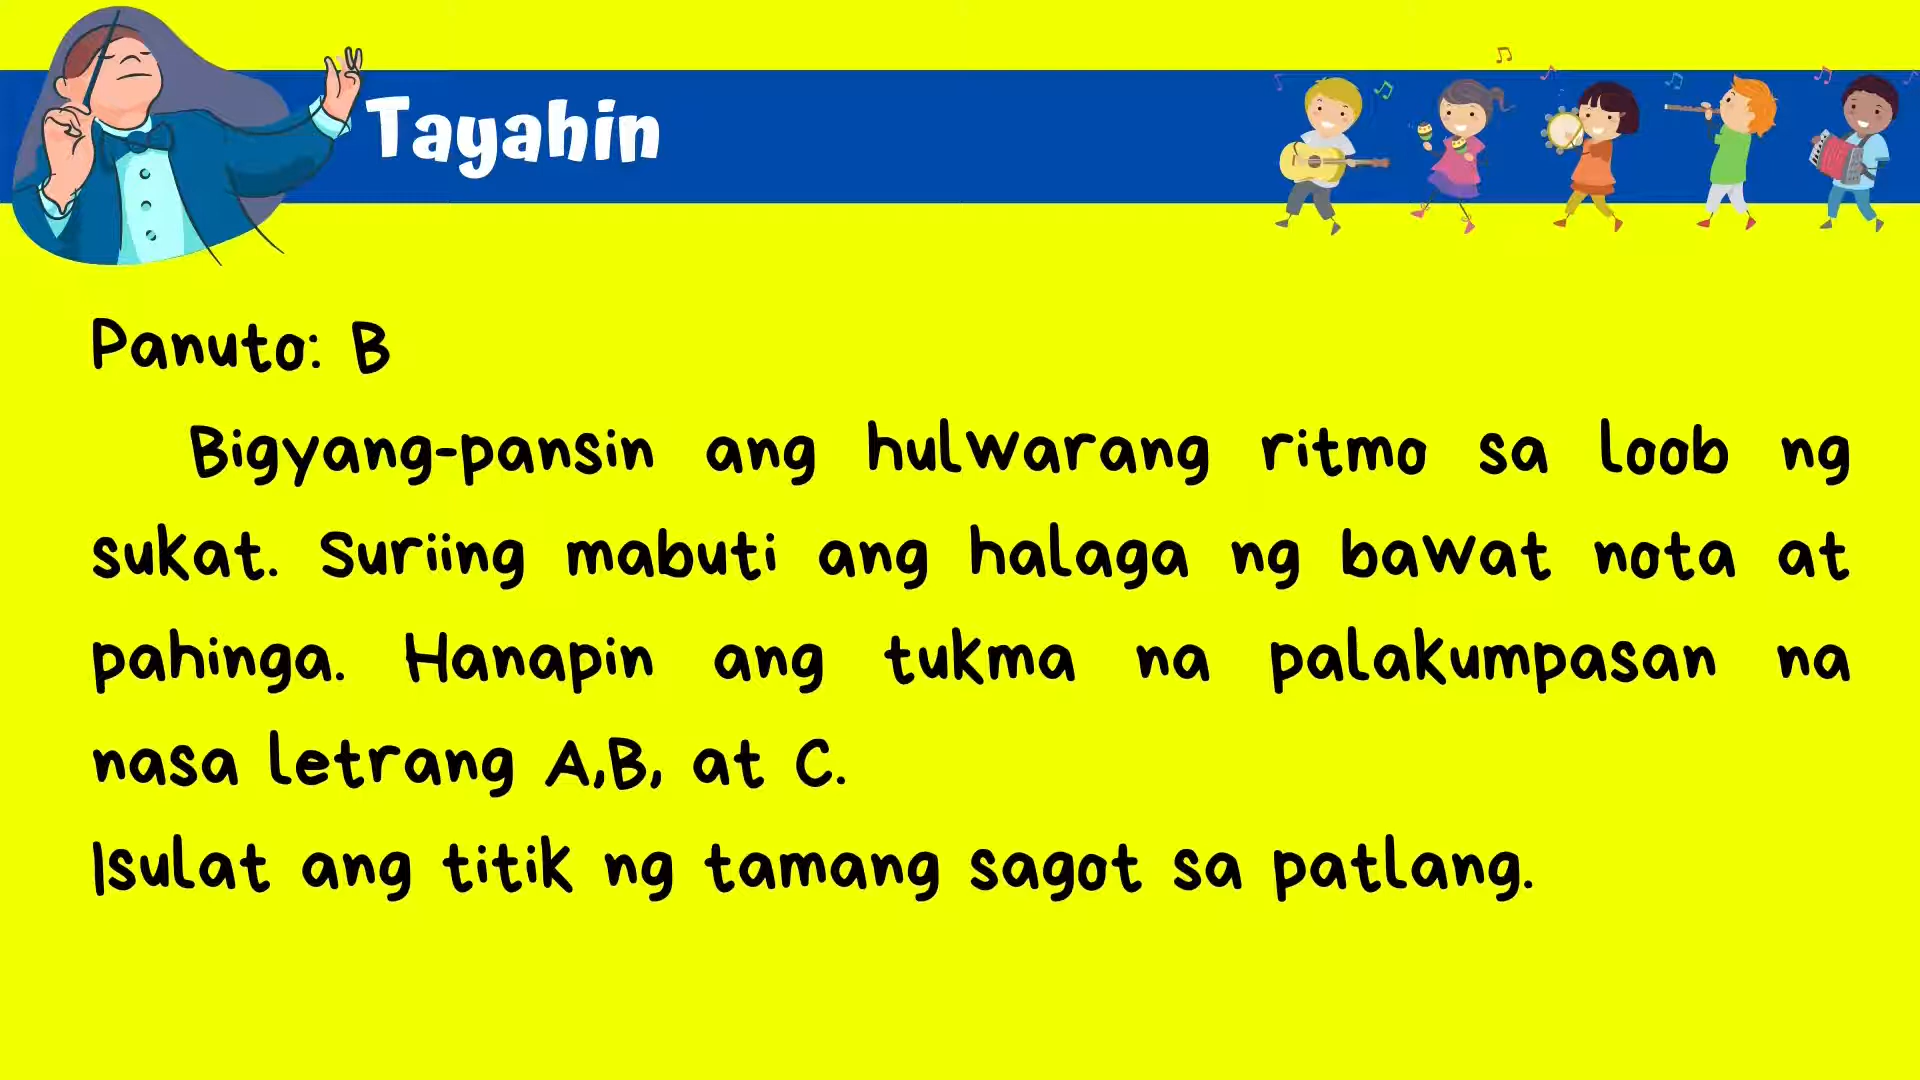 Tayahin
Panuto: B
Bigyang-pansin ang hulwarang ritmo sa loob ng
sukat. Suriing mabuti ang halaga ng bawat nota at
pahinga. Hanapin ang tukma na palakumpasan na
nasa letrang A,B, at C.
Isulat ang titik ng tamang sagot sa patlang.